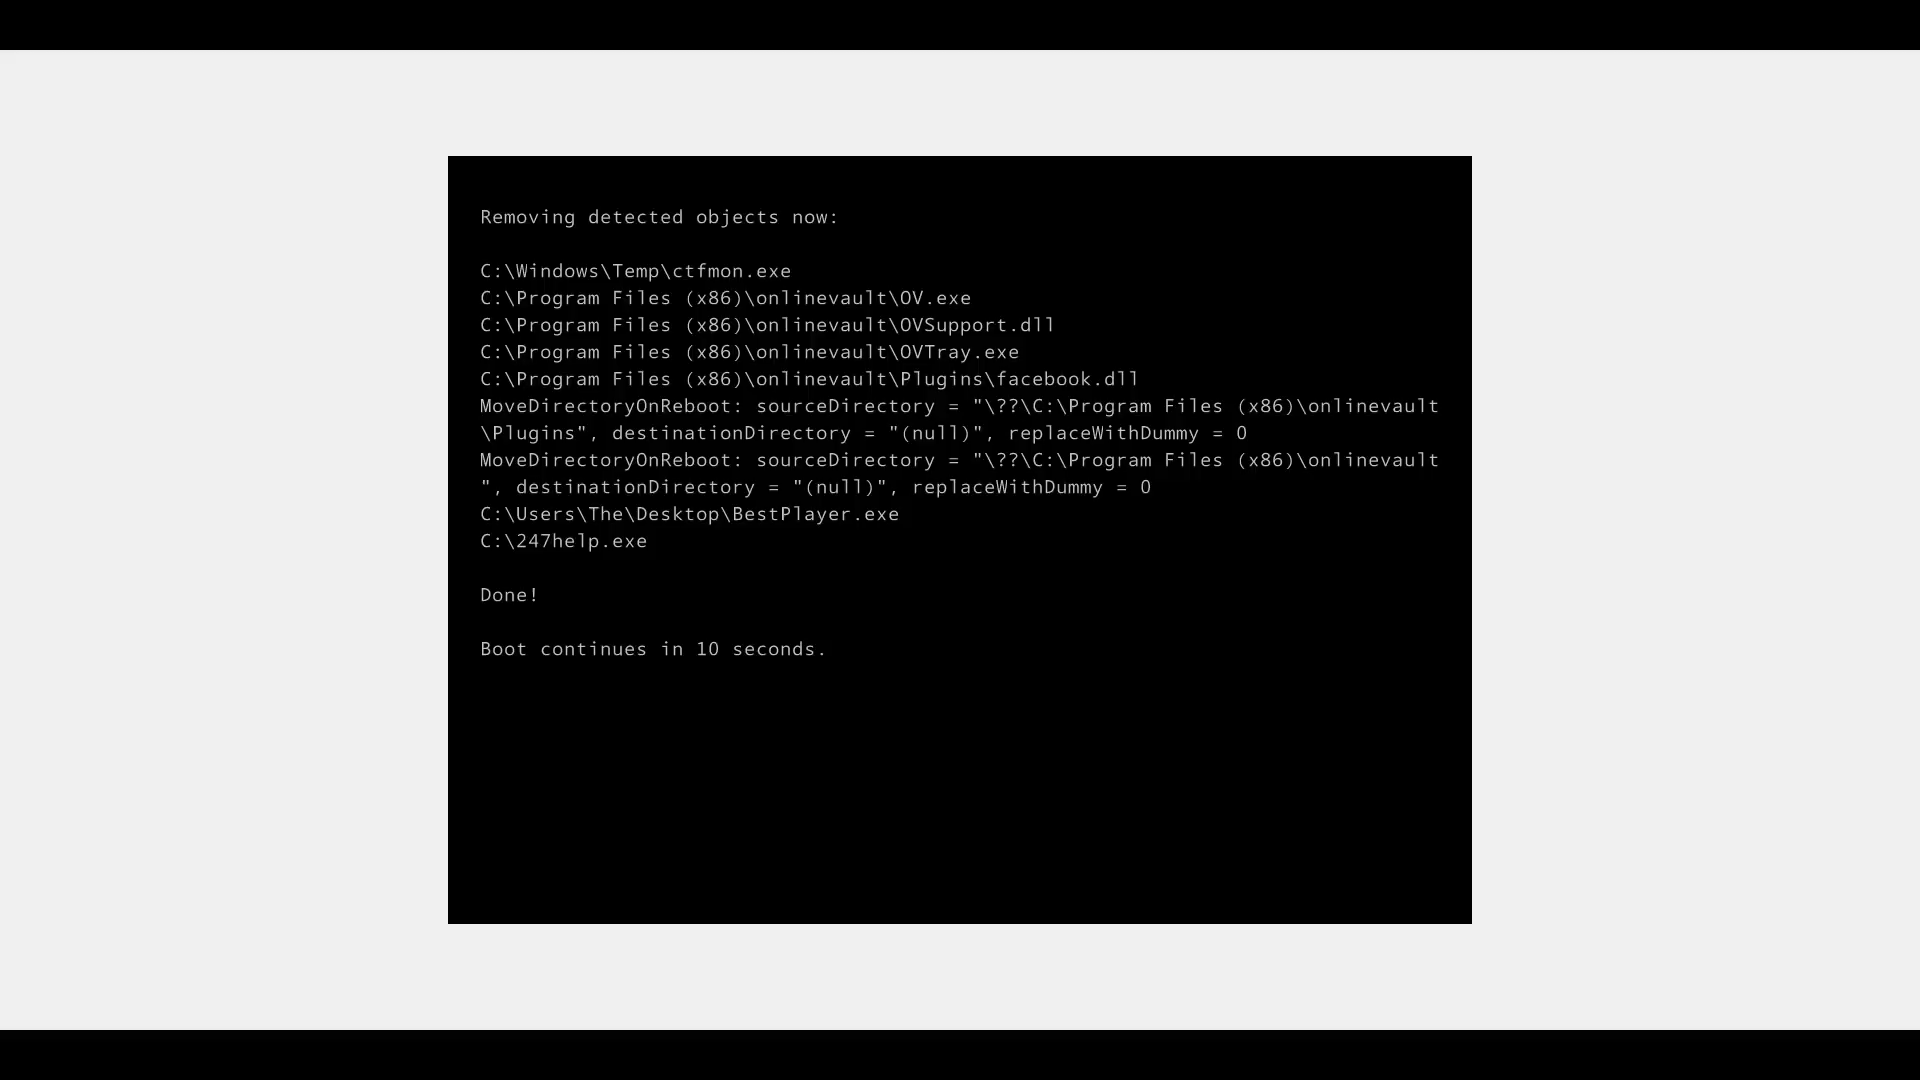 Removing detected objects now:
C:\Windows\Temp\ctfmon.exe
C:\Program Files (x86)\onlinevault\OV.exe
C:\Program Files (x86)\onlinevault\OVSupport.dll
C:\Program Files (x86)\onlinevault\OVTray.exe
C:\Program Files (x86)\onlinevault\Plugins\facebook.dll
MoveDirectoryOnReboot: sourceDirectory = "\??\C:\Program Files (x86)\onlinevault
\Plugins", destinationDirectory = "(null)", replaceWithDummy = 0
MoveDirectoryOnReboot: sourceDirectory = "\??\C:\Program Files (x86)\onlinevault
", destinationDirectory = "(null)", replaceWithDummy = 0
C:\Users\The\Desktop\BestPlayer.exe
C:\247help.exe
Done!
Boot continues in 10 seconds.